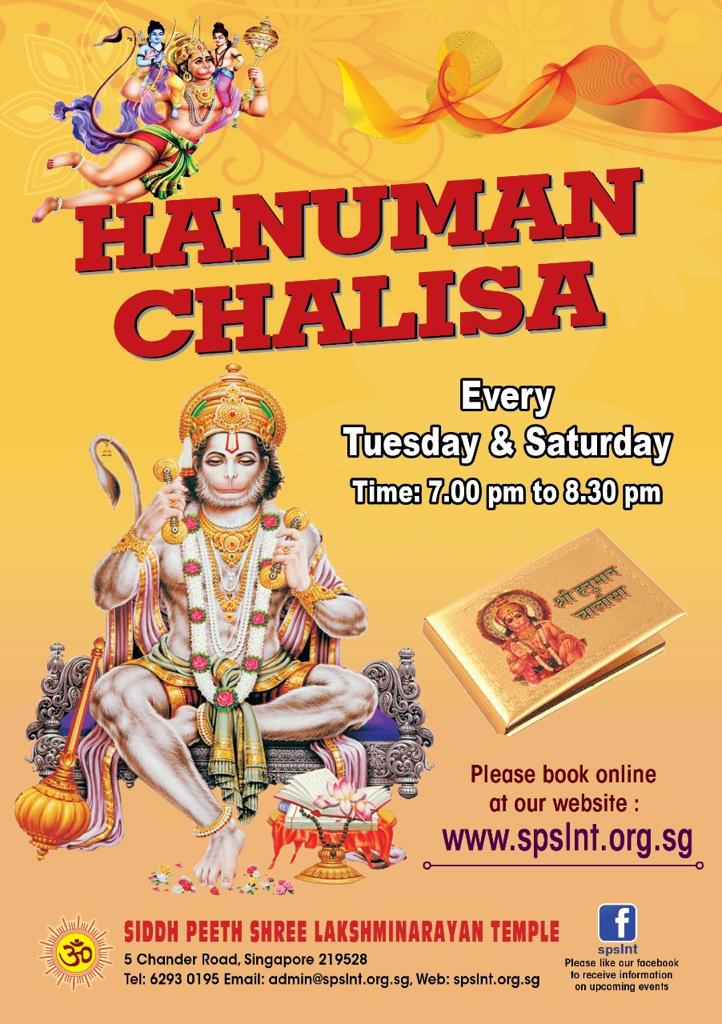 HANUMAN
CHALISA
Every
Tuesday & Saturday
Time: 7.00 pm to 8.30 pm
श्री हनुमान
चालीसा
Please book online
at our website :
www.spslnt.org.sg
ॐ
SIDDH PEETH SHREE LAKSHMINARAYAN TEMPLE
5 Chander Road, Singapore 219528
Tel: 6293 0195 Email: admin@spslnt.org.sg, Web: spslnt.org.sg
f
spslnt
Please like our facebook
to receive information
on upcoming events